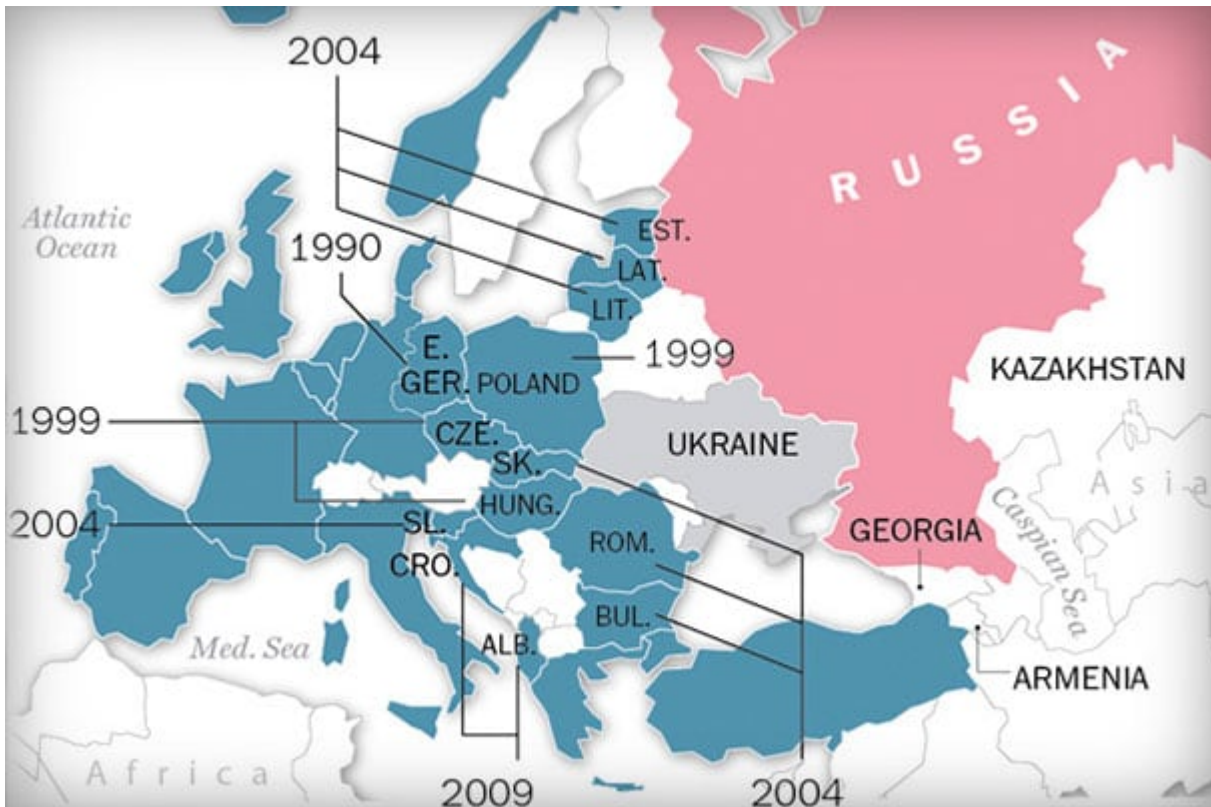 2004
RUSSIA
Atlantic
Ocean
1990
EST.
LAT.
LIT.
E.
GER.
POLAND
1999
KAZAKHSTAN
1999
CZE.
UKRAINE
SK.
Asia
HUNG.
2004
SL.
ROM.
GEORGIA
Caspian Sea
CRO.
BUL.
Med. Sea
ALB.
ARMENIA
Africa
2009
2004